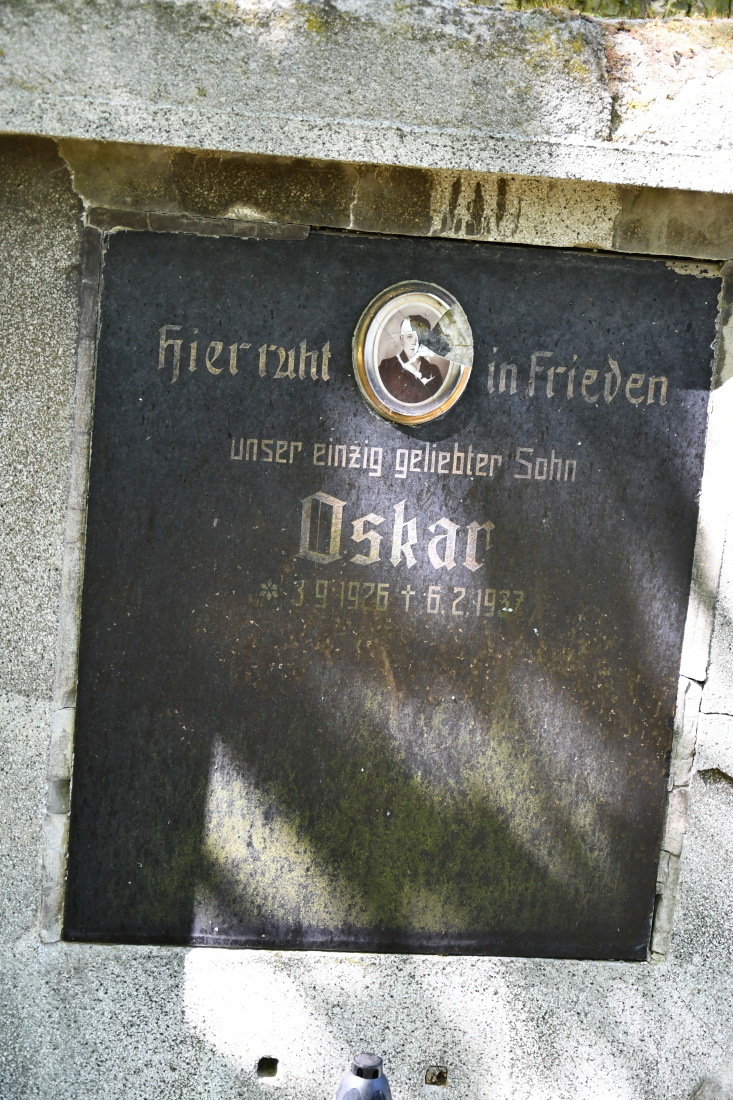 Hier ruht in Frieden
unser einzig geliebter Sohn
Oskar
* 3.9.1926 † 6.2.1937